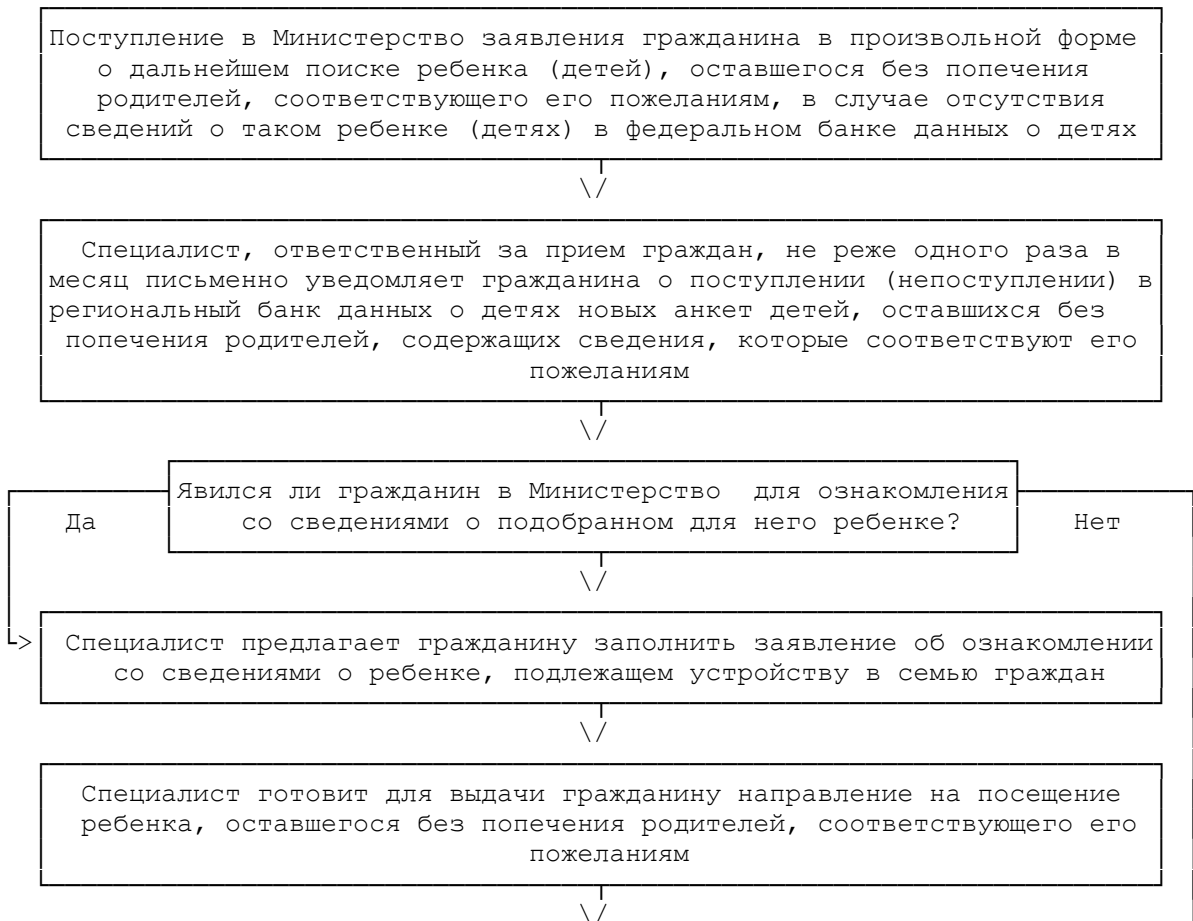 Поступление в Министерство заявления гражданина в произвольной форме
о дальнейшем поиске ребенка (детей), оставшегося без попечения
родителей, соответствующего его пожеланиям, в случае отсутствия
сведений о таком ребенке (детях) в федеральном банке данных о детях
\/
Специалист, ответственный за прием граждан, не реже одного раза в
месяц письменно уведомляет гражданина о поступлении (непоступлении) в
региональный банк данных о детях новых анкет детей, оставшихся без
попечения родителей, содержащих сведения, которые соответствуют его
пожеланиям
\/
Явился ли гражданин в Министерство  для ознакомления
Да со сведениями о подобранном для него ребенке? Нет
\/
> Специалист предлагает гражданину заполнить заявление об ознакомлении
со сведениями о ребенке, подлежащем устройству в семью граждан
\/
Специалист готовит для выдачи гражданину направление на посещение
ребенка, оставшегося без попечения родителей, соответствующего его
пожеланиям
\/